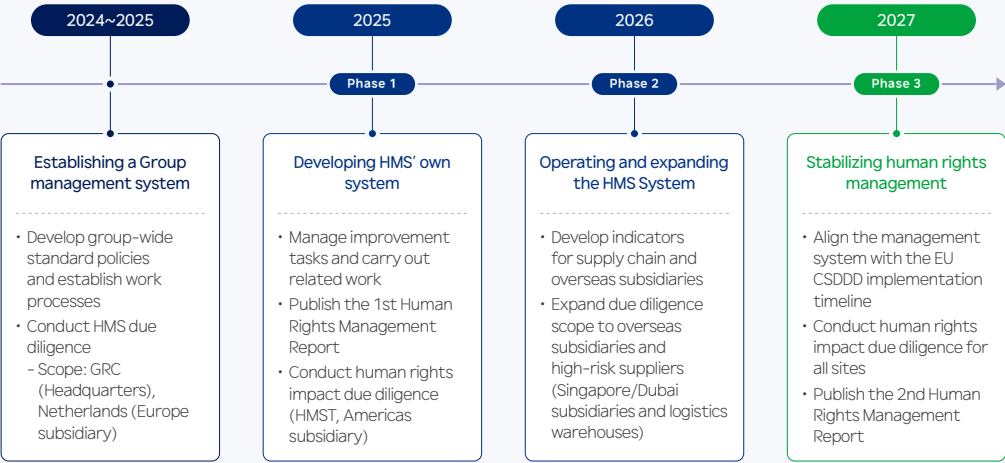 2024~2025
Establishing a Group
management system
• Develop group-wide
standard policies
and establish work
processes
• Conduct HMS due
diligence
- Scope: GRC
(Headquarters),
Netherlands (Europe
subsidiary)
2025
Phase 1
Developing HMS’ own
system
• Manage improvement
tasks and carry out
related work
• Publish the 1st Human
Rights Management
Report
• Conduct human rights
impact due diligence
(HMST, Americas
subsidiary)
2026
Phase 2
Operating and expanding
the HMS System
• Develop indicators
for supply chain and
overseas subsidiaries
• Expand due diligence
scope to overseas
subsidiaries and
high-risk suppliers
(Singapore/Dubai
subsidiaries and logistics
warehouses)
2027
Phase 3
Stabilizing human rights
management
• Align the management
system with the EU
CSDDD implementation
timeline
• Conduct human rights
impact due diligence for
all sites
• Publish the 2nd Human
Rights Management
Report